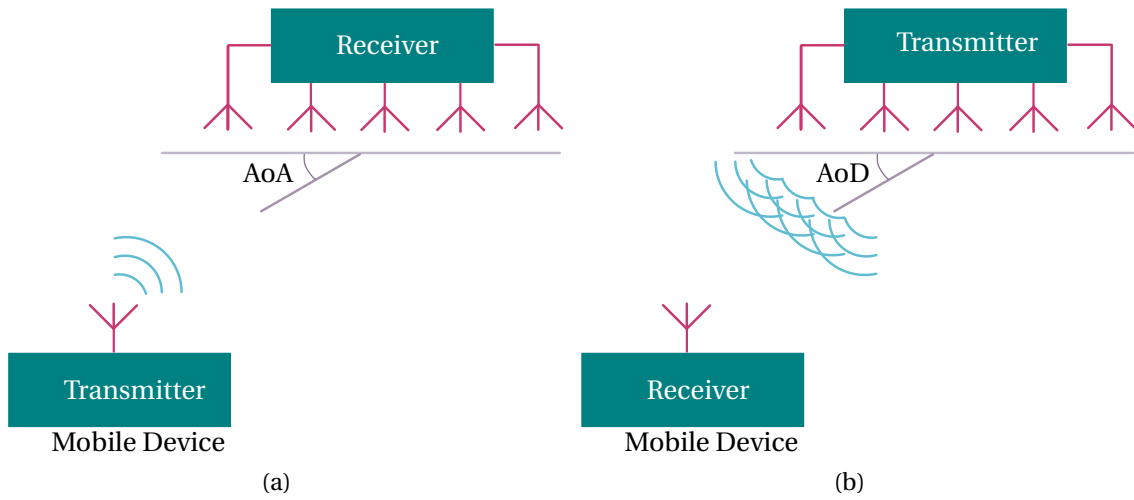 Receiver
AoA
Transmitter
Mobile Device
(a)
Transmitter
AoD
Receiver
Mobile Device
(b)